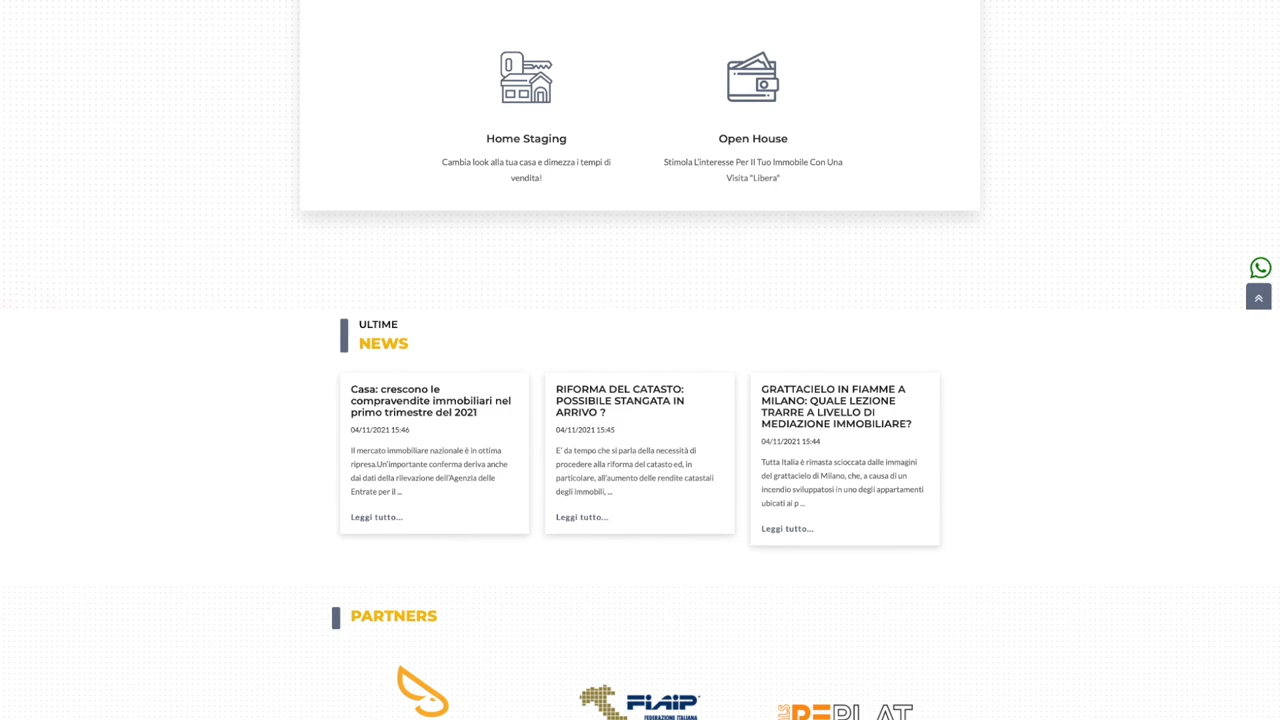 Home Staging
Cambia look alla tua casa e dimezza i tempi di
vendita!
Open House
Stimola L'interesse Per Il Tuo Immobile Con Una
Visita "Libera"
ULTIME
NEWS
Casa: crescono le
compravendite immobiliari nel
primo trimestre del 2021
04/11/2021 15:46
Il mercato immobiliare nazionale è in ottima
ripresa.Un'importante conferma deriva anche
dai dati della rilevazione dell'Agenzia delle
Entrate per il ...
Leggi tutto...
RIFORMA DEL CATASTO:
POSSIBILE STANGATA IN
ARRIVO ?
04/11/2021 15:45
E' da tempo che si parla della necessità di
procedere alla riforma del catasto ed, in
particolare, all'aumento delle rendite catastali
degli immobili, ...
Leggi tutto...
GRATTACIELO IN FIAMME A
MILANO: QUALE LEZIONE
TRARRE A LIVELLO DI
MEDIAZIONE IMMOBILIARE?
04/11/2021 15:44
Tutta Italia è rimasta scioccata dalle immagini
del grattacielo di Milano, che, a causa di un
incendio sviluppatosi in uno degli appartamenti
ubicati ai p ...
Leggi tutto...
PARTNERS
FIAIP
FEDERAZIONE ITALIANA
REPLAT